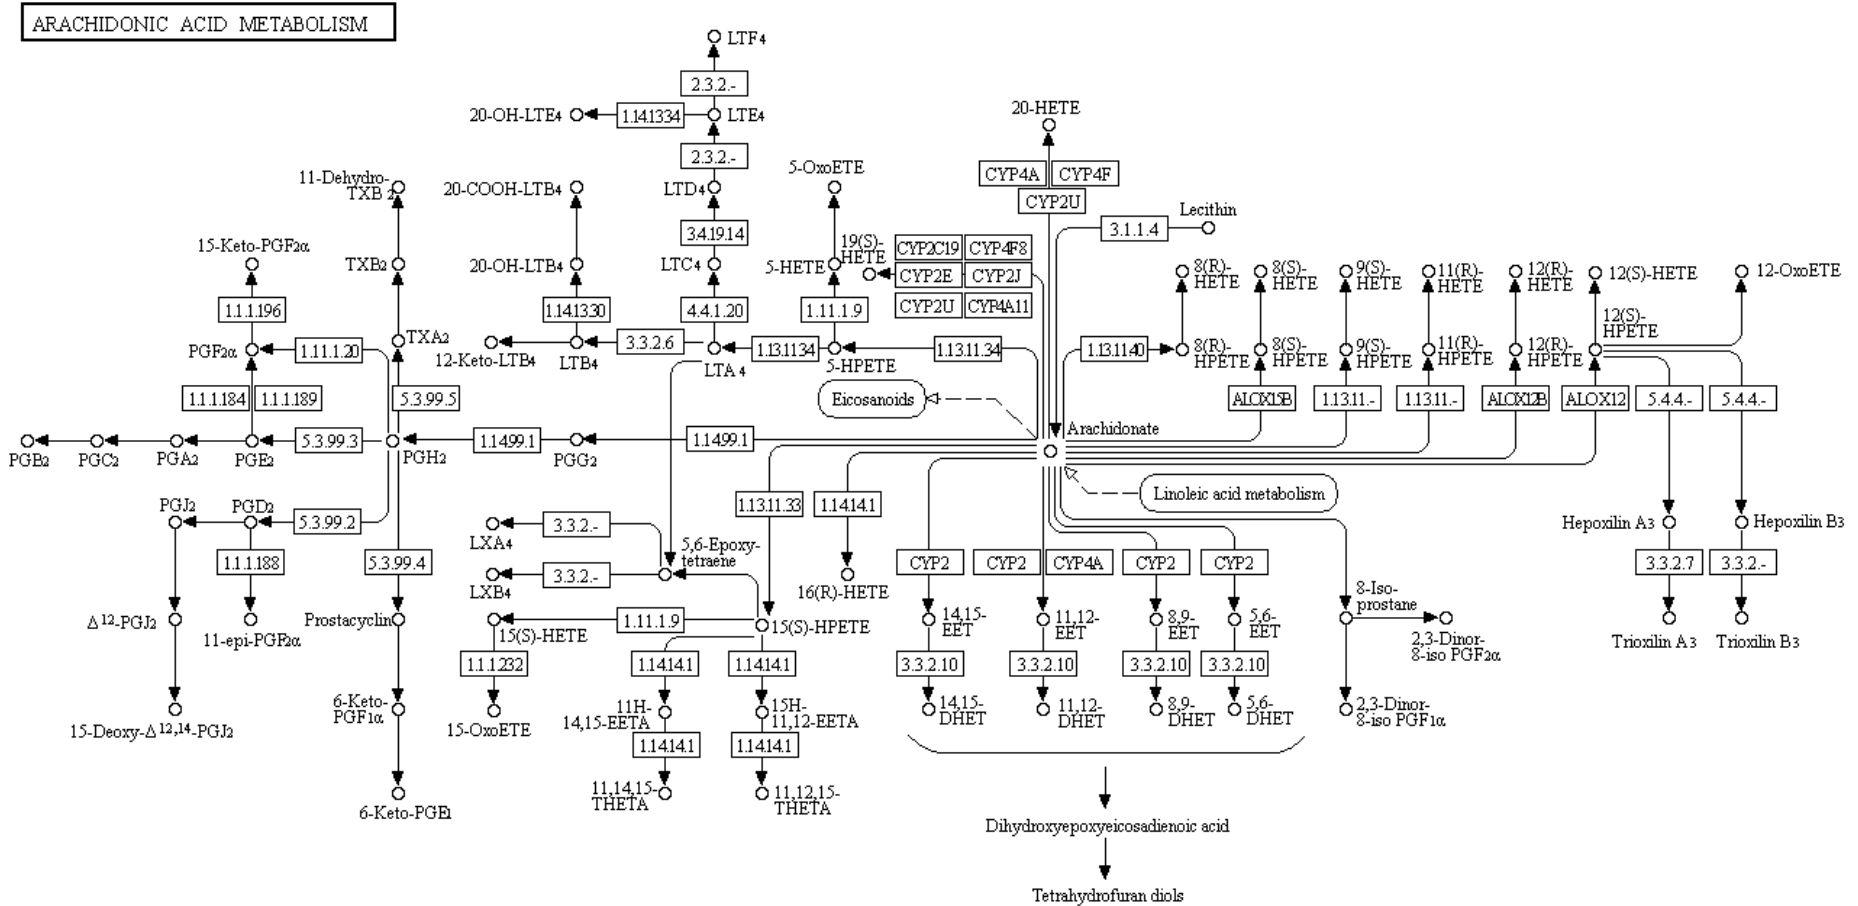 ARACHIDONIC ACID METABOLISM
LTF4
2.3.2.-
20-OH-LTE4
1.14.13.34
LTE4
20-HETE
2.3.2.-
5-OxoETE
CYP4A
CYP4F
11-Dehydro-
TXB2
20-COOH-LTB4
LTD4
CYP2U
Lecithin
3.1.1.4
15-Keto-PGF2α
3.4.19.14
19(S)-
HETE
CYP2C19
CYP4F8
TXB2
20-OH-LTB4
LTC4
5-HETE
CYP2E
CYP2J
8(R)-
HETE
8(S)-
HETE
9(S)-
HETE
11(R)-
HETE
12(R)-
HETE
12(S)-HETE
12-OxoETE
1.1.1.196
1.14.13.30
4.4.1.20
1.11.1.9
CYP2U
CYP4A11
12(S)-
HPETE
TXA2
PGF2α
1.11.1.20
12-Keto-LTB4
LTB4
3.3.2.6
LTA4
1.13.11.34
5-HPETE
1.13.11.34
1.13.11.40
8(R)-
HPETE
8(S)-
HPETE
9(S)-
HPETE
11(R)-
HPETE
12(R)-
HPETE
1.1.1.184
1.1.1.189
5.3.99.5
Eicosanoids
ALOX15B
1.13.11.-
1.13.11.-
ALOX12B
ALOX12
5.4.4.-
5.4.4.-
Arachidonate
PGB2
PGC2
PGA2
PGE2
5.3.99.3
PGH2
1.14.99.1
PGG2
1.14.99.1
Linoleic acid metabolism
PGJ2
PGD2
5.3.99.2
1.13.11.33
1.14.14.1
LXA4
3.3.2.-
Hepoxilin A3
Hepoxilin B3
1.1.1.188
5.3.99.4
5,6-Epoxy-
tetraene
CYP2
CYP2
CYP4A
CYP2
CYP2
3.3.2.7
3.3.2.-
LXB4
3.3.2.-
16(R)-HETE
8-Iso-
prostane
Δ12-PGJ2
11-epi-PGF2α
Prostacyclin
15(S)-HETE
1.11.1.9
15(S)-HPETE
14,15-
EET
11,12-
EET
8,9-
EET
5,6-
EET
2,3-Dinor-
8-iso PGF2α
Trioxilin A3
Trioxilin B3
1.1.1.232
1.14.14.1
1.14.14.1
3.3.2.10
3.3.2.10
3.3.2.10
3.3.2.10
15-Deoxy-Δ12,14-PGJ2
6-Keto-
PGF1α
15-OxoETE
11H-
14,15-EETA
15H-
11,12-EETA
14,15-
DHET
11,12-
DHET
8,9-
DHET
5,6-
DHET
2,3-Dinor-
8-iso PGF1α
1.14.14.1
1.14.14.1
6-Keto-PGE1
11,14,15-
THETA
11,12,15-
THETA
Dihydroxyepoxyeicosadienoic acid
Tetrahydrofuran diols